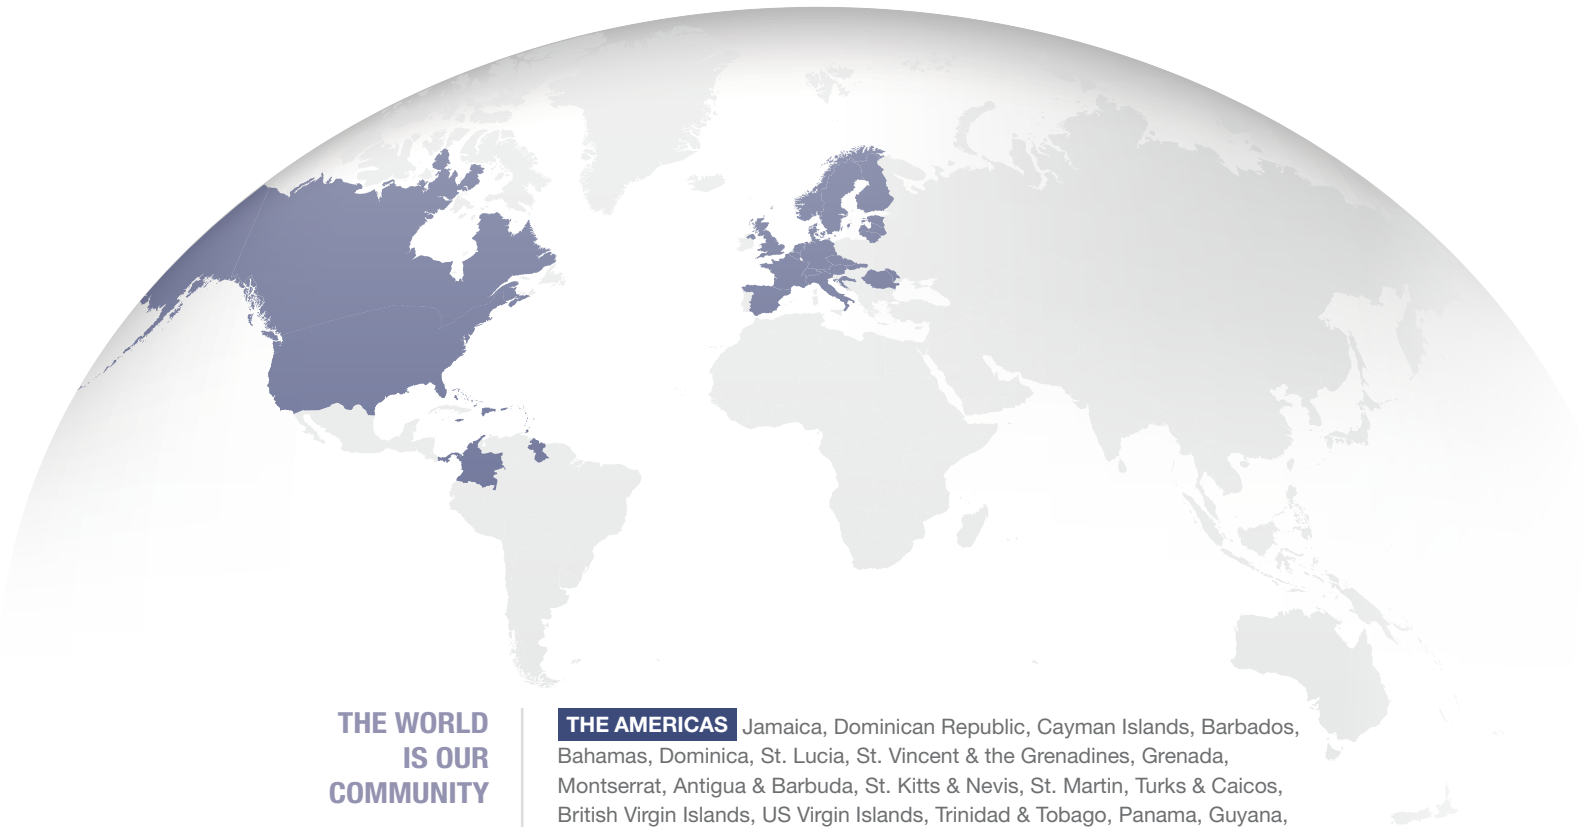 THE WORLD
IS OUR
COMMUNITY
THE AMERICAS Jamaica, Dominican Republic, Cayman Islands, Barbados,
Bahamas, Dominica, St. Lucia, St. Vincent & the Grenadines, Grenada,
Montserrat, Antigua & Barbuda, St. Kitts & Nevis, St. Martin, Turks & Caicos,
British Virgin Islands, US Virgin Islands, Trinidad & Tobago, Panama, Guyana,